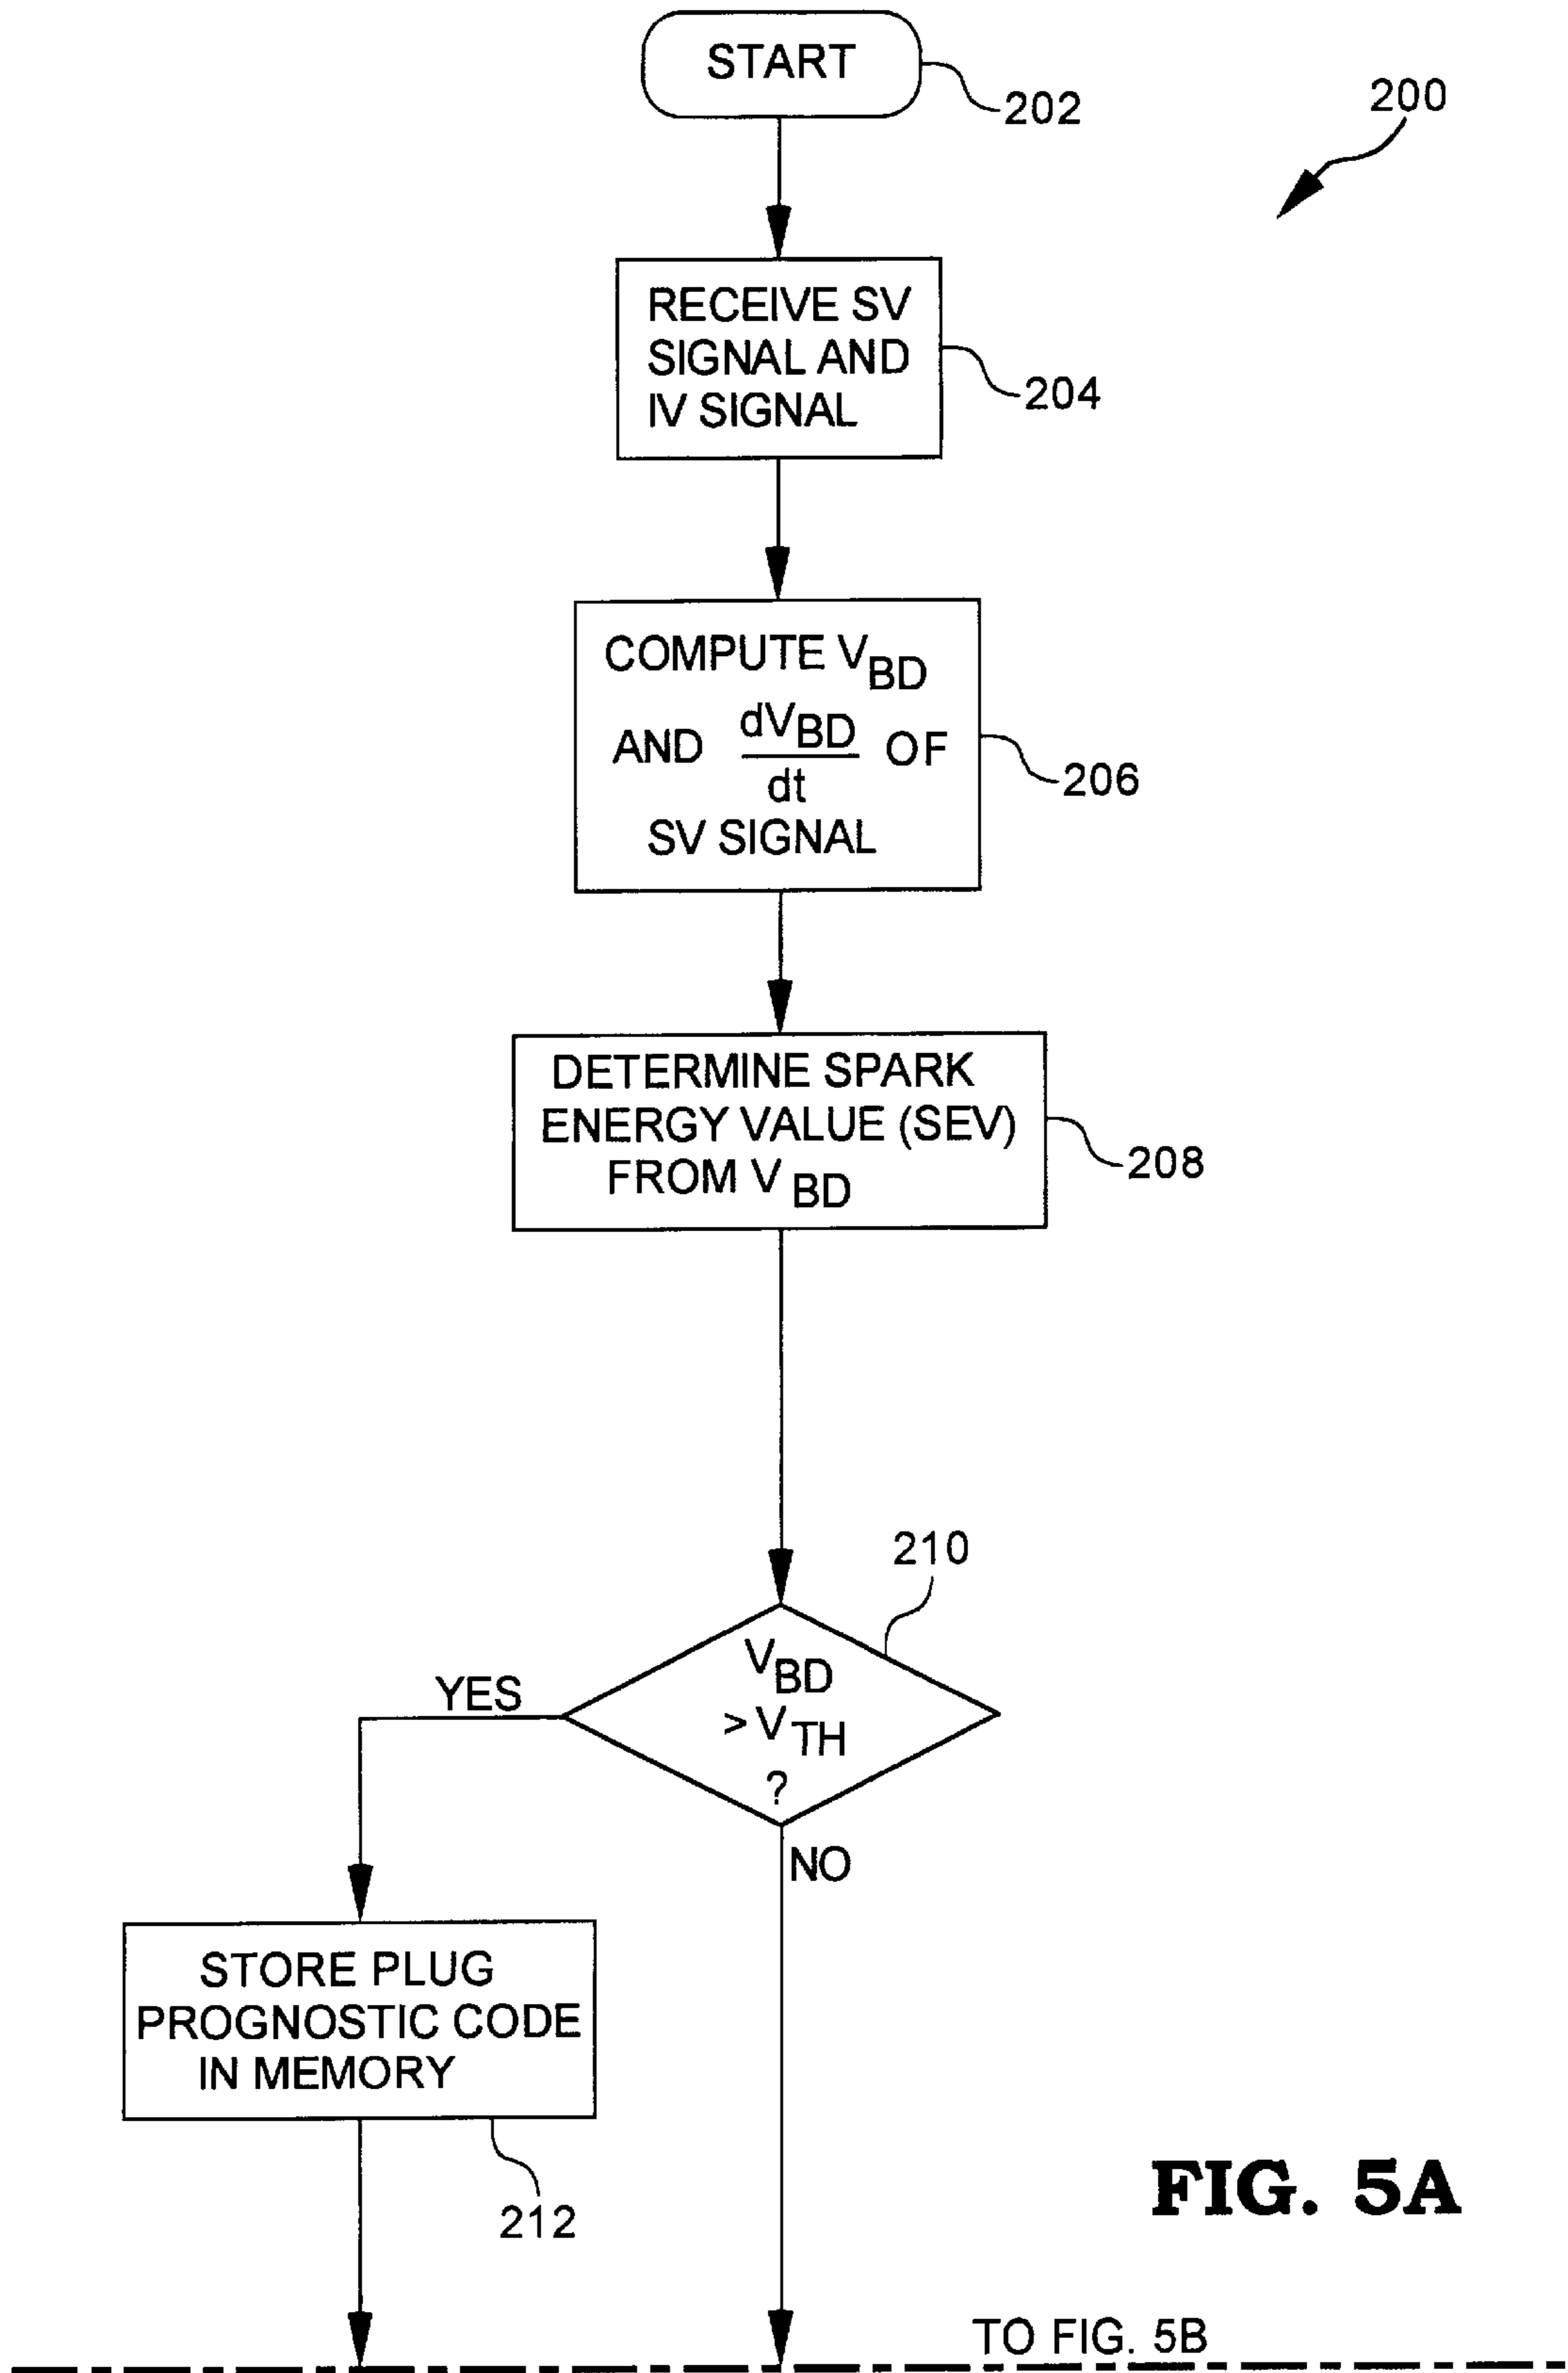 START
202
200
RECEIVE SV
SIGNAL AND
IV SIGNAL
204
COMPUTE VBD
AND dVBD/dt OF
SV SIGNAL
206
DETERMINE SPARK
ENERGY VALUE (SEV)
FROM VBD
208
210
VBD
> VTH
?
YES
NO
STORE PLUG
PROGNOSTIC CODE
IN MEMORY
212
FIG. 5A
TO FIG. 5B